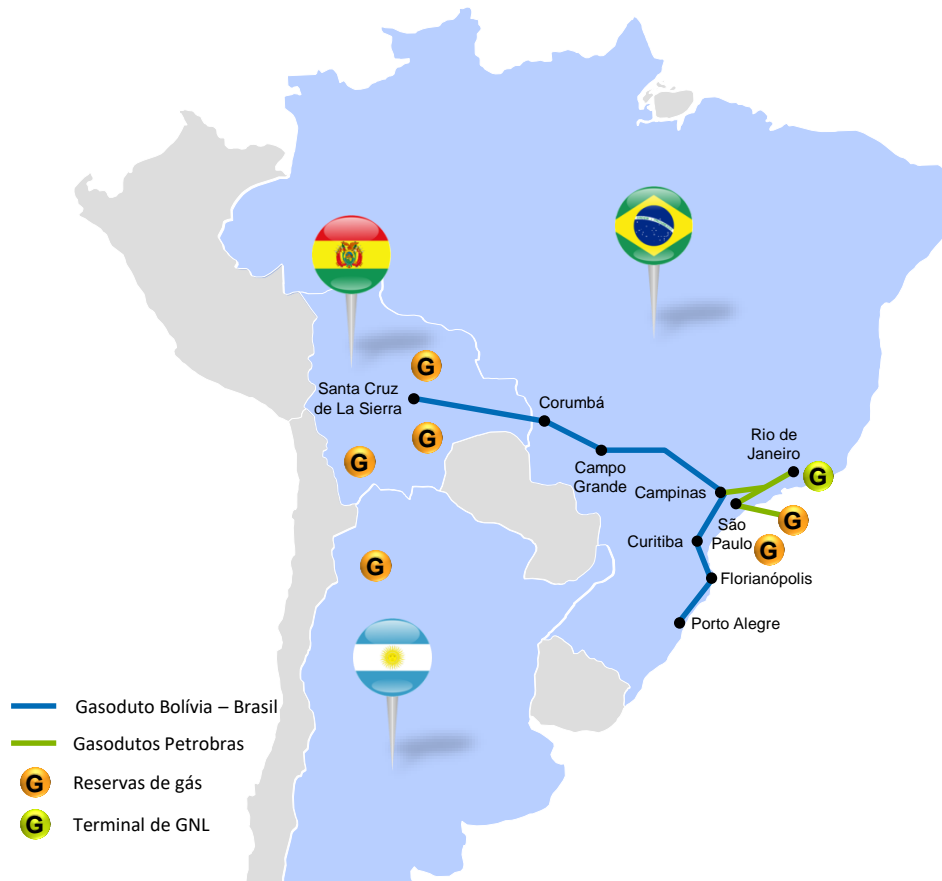 G
Santa Cruz
de La Sierra
Corumbá
G
G
Campo
Grande
Rio de
Janeiro
G
Campinas
São
Paulo
G
G
Curitiba
G
Florianópolis
Porto Alegre
Gasoduto Bolívia – Brasil
Gasodutos Petrobras
G
Reservas de gás
G
Terminal de GNL